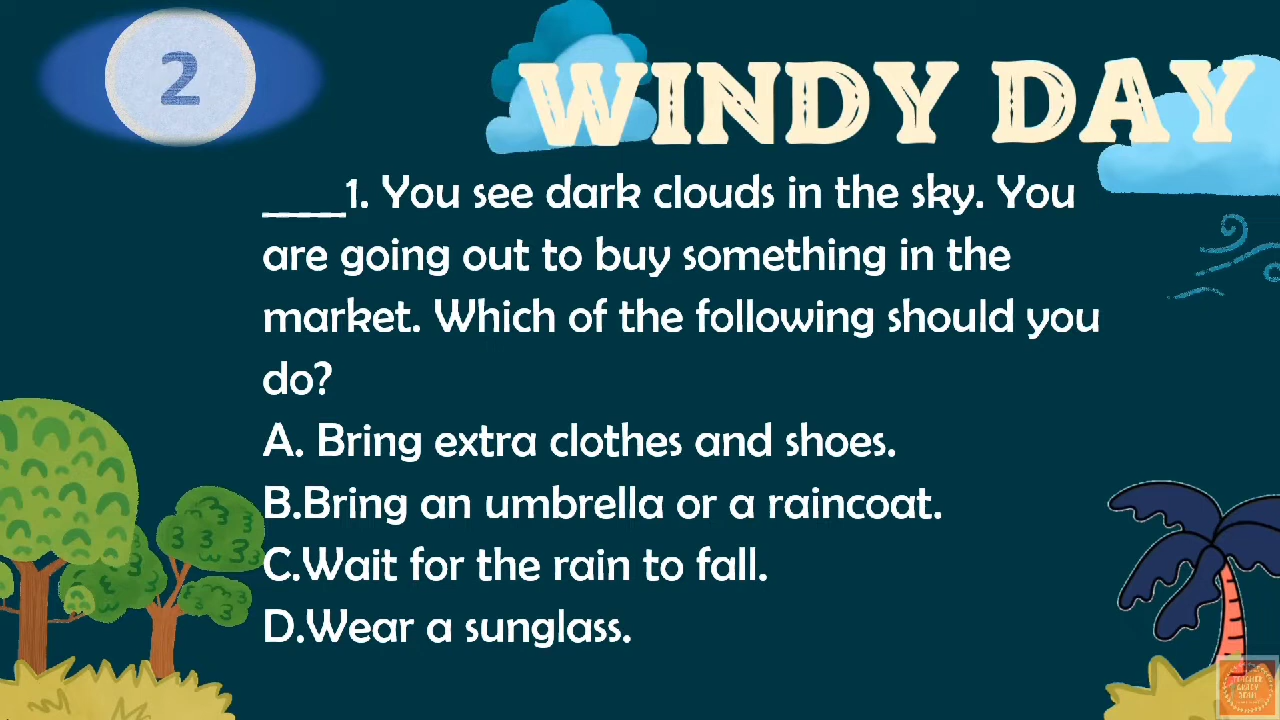 2
WINDY DAY
____1. You see dark clouds in the sky. You
are going out to buy something in the
market. Which of the following should you
do?
A. Bring extra clothes and shoes.
B.Bring an umbrella or a raincoat.
C.Wait for the rain to fall.
D.Wear a sunglass.